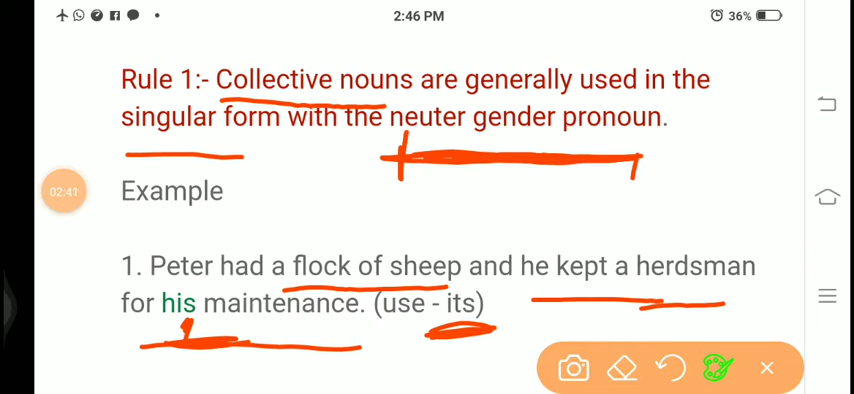 2:46 PM
36%
Rule 1:- Collective nouns are generally used in the
singular form with the neuter gender pronoun.
02:41
Example
1. Peter had a flock of sheep and he kept a herdsman
for his maintenance. (use - its)